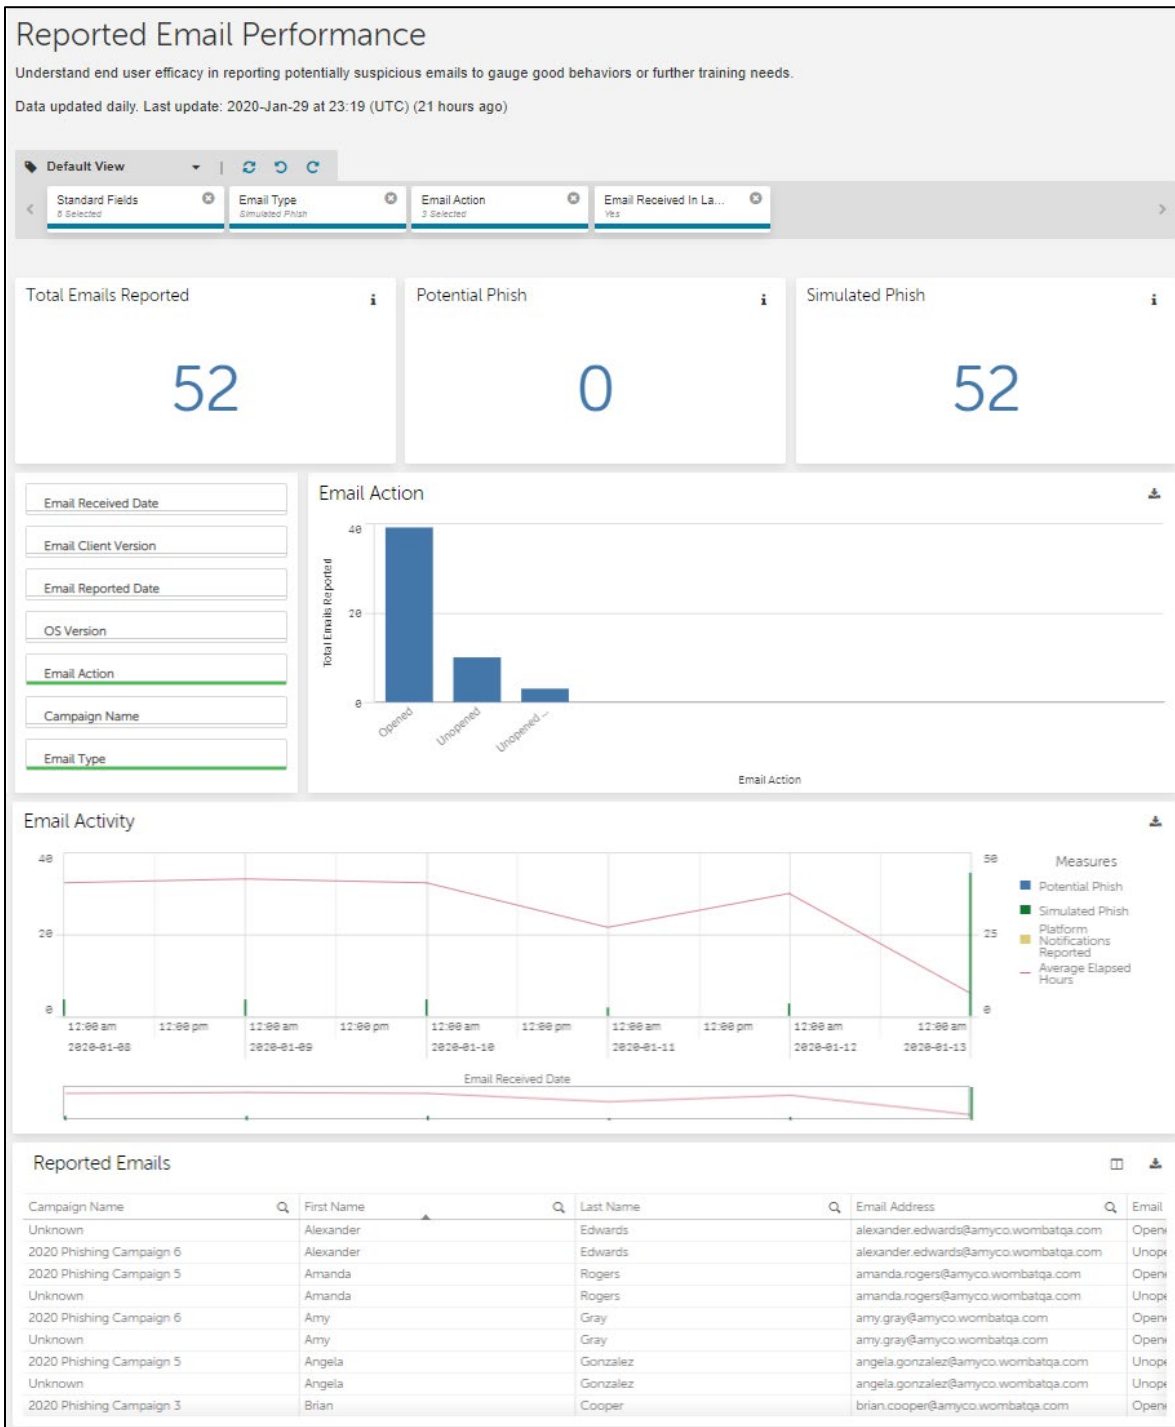 Reported Email Performance
Understand end user efficacy in reporting potentially suspicious emails to gauge good behaviors or further training needs.
Data updated daily. Last update: 2020-Jan-29 at 23:19 (UTC) (21 hours ago)
Default View
Standard Fields
Email Type
Email Action
Email Received In La...
Selected
Simulated Phish
3 Selected
Yes
Total Emails Reported
Potential Phish
Simulated Phish
52
0
52
Email Received Date
Email Client Version
Email Reported Date
OS Version
Email Action
Campaign Name
Email Type
Email Action
Total Emails Reported
40
20
0
Opened
Unopened
Unopened ...
Email Action
Email Activity
40
20
0
50
25
0
Measures
Potential Phish
Simulated Phish
Platform
Notifications
Reported
Average Elapsed
Hours
12:00 am 12:00 pm 12:00 am 12:00 pm 12:00 am 12:00 pm 12:00 am 12:00 pm 12:00 am 12:00 am
2020-01-08 2020-01-09 2020-01-10 2020-01-11 2020-01-12 2020-01-13
Email Received Date
Reported Emails
Campaign Name First Name Last Name Email Address Email
Unknown Alexander Edwards alexander.edwards@amyco.wombatqa.com Opene
2020 Phishing Campaign 6 Alexander Edwards alexander.edwards@amyco.wombatqa.com Unope
2020 Phishing Campaign 5 Amanda Rogers amanda.rogers@amyco.wombatqa.com Opene
Unknown Amanda Rogers amanda.rogers@amyco.wombatqa.com Unope
2020 Phishing Campaign 6 Amy Gray amy.gray@amyco.wombatqa.com Opene
Unknown Amy Gray amy.gray@amyco.wombatqa.com Opene
2020 Phishing Campaign 5 Angela Gonzalez angela.gonzalez@amyco.wombatqa.com Unope
Unknown Angela Gonzalez angela.gonzalez@amyco.wombatqa.com Unope
2020 Phishing Campaign 3 Brian Cooper brian.cooper@amyco.wombatqa.com Opene